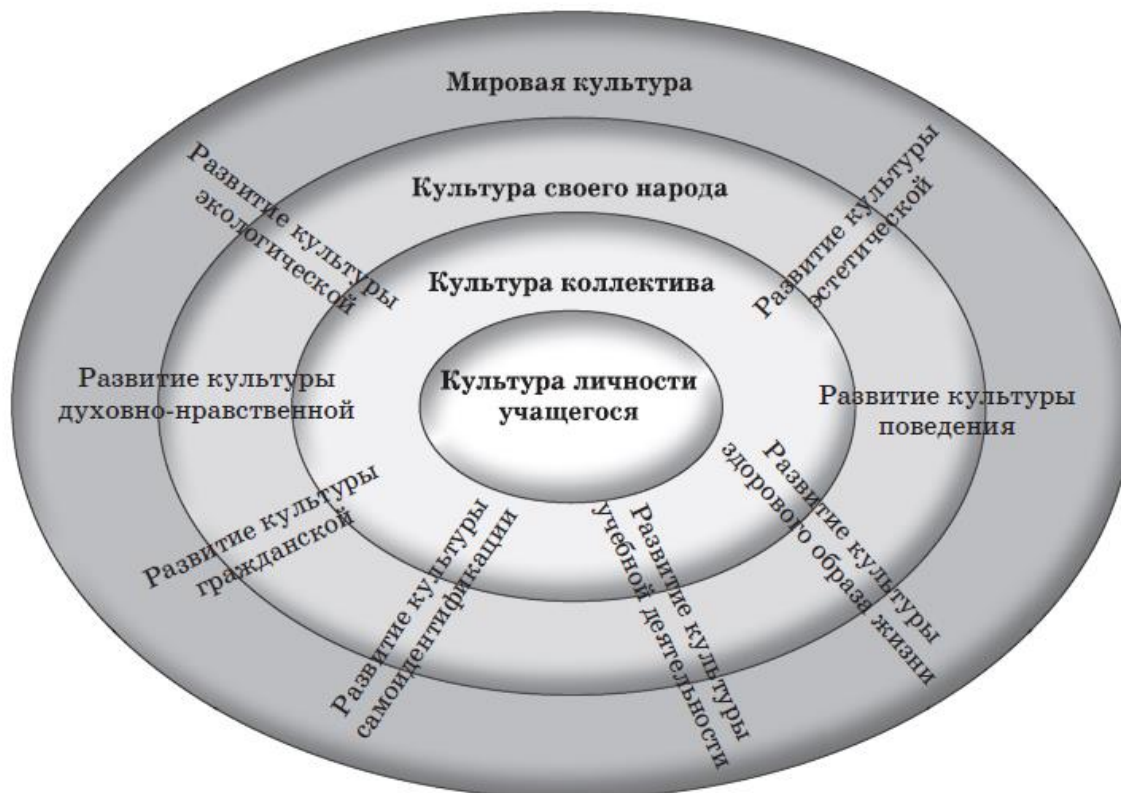 Мировая культура
Культура своего народа
Культура коллектива
Культура личности
учащегося
Развитие культуры
экологической
Развитие культуры
эстетической
Развитие культуры
духовно-нравственной
Развитие культуры
поведения
Развитие культуры
гражданской
Развитие культуры
самоидентификации
Развитие культуры
учебной деятельности
Развитие культуры
здорового образа жизни